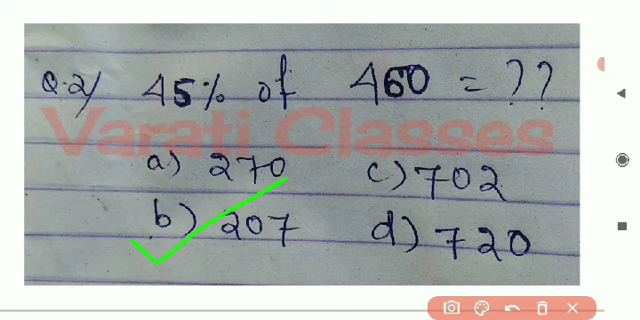 Q.2/ 45% of 460 = ??
Varati Classes
a) 270 c) 702
b) 207 d) 720